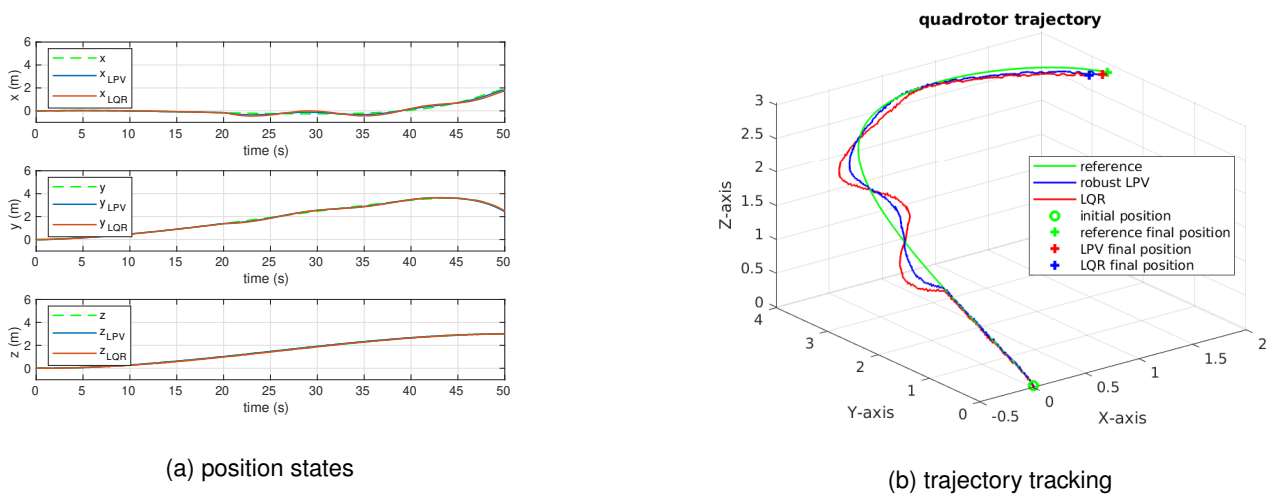 6
4
2
0
x (m)
x
x LPV
x LQR
0 5 10 15 20 25 30 35 40 45 50
time (s)
6
4
2
0
y (m)
y
y LPV
y LQR
0 5 10 15 20 25 30 35 40 45 50
time (s)
6
4
2
0
z (m)
z
z LPV
z LQR
0 5 10 15 20 25 30 35 40 45 50
time (s)
(a) position states
quadrotor trajectory
3
2.5
2
1.5
1
0.5
0
Z-axis
reference
robust LPV
LQR
initial position
reference final position
LPV final position
LQR final position
4
3
2
1
0
Y-axis
-0.5
0
0.5
1
1.5
2
X-axis
(b) trajectory tracking